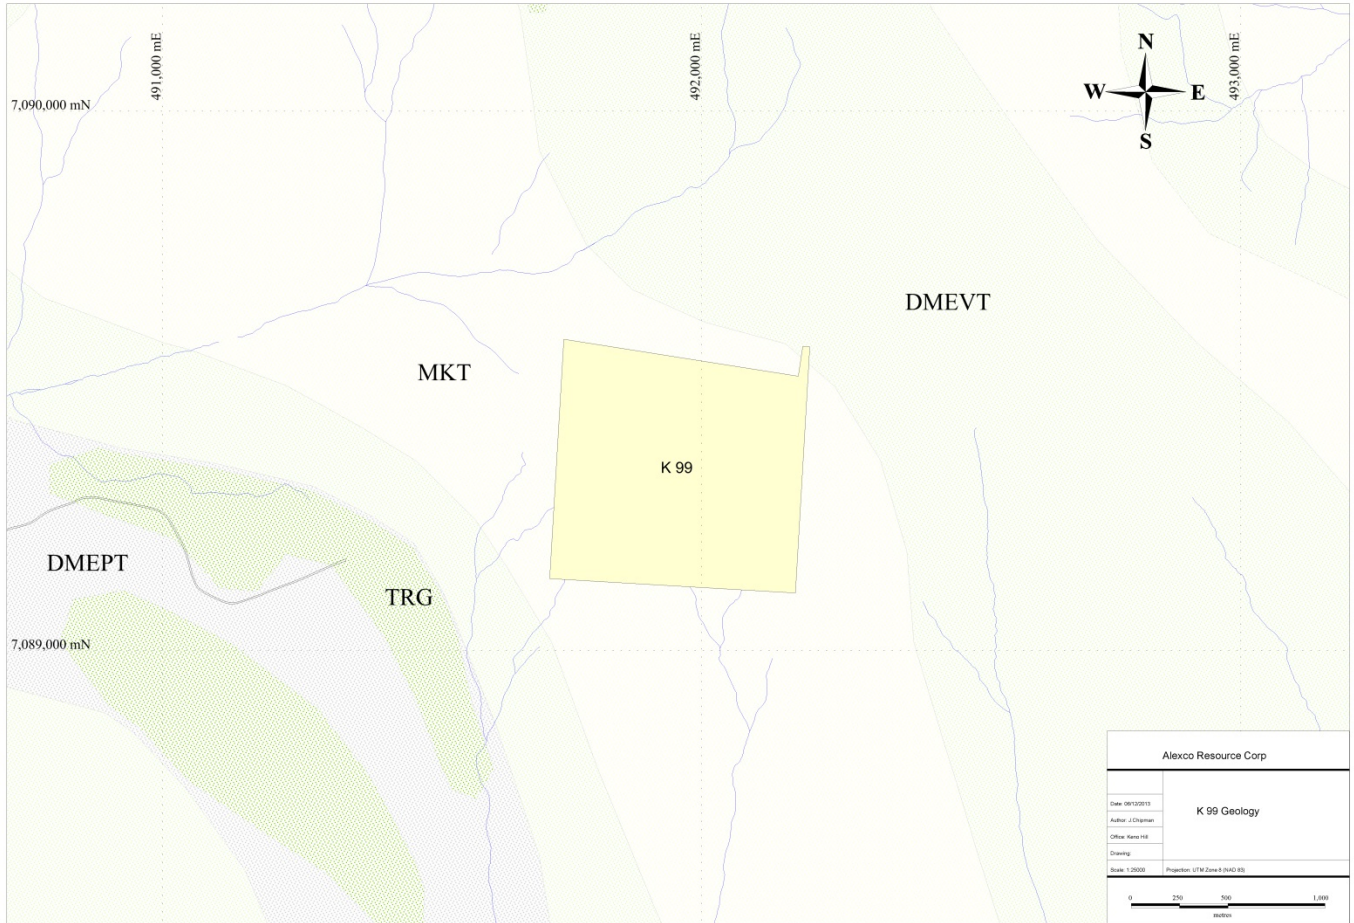 491,000 mE
492,000 mE
493,000 mE
N
W E
S
7,090,000 mN
DMEVT
MKT
K 99
DMEPT
TRG
7,089,000 mN
Alexco Resource Corp
K 99 Geology
Date: 06/12/2013
Author: J.Chipman
Office: Keno Hill
Drawing:
Scale: 1:25000 Projection: UTM Zone 8 (NAD 83)
0 250 500 1,000
metres